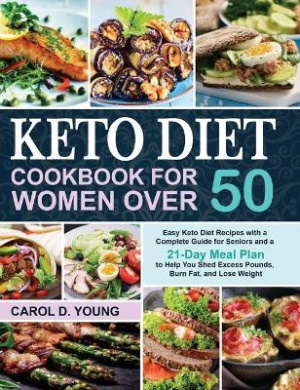 KETO DIET
COOKBOOK FOR
WOMEN OVER 50
Easy Keto Diet Recipes with a
Complete Guide for Seniors and a
21-Day Meal Plan
to Help You Shed Excess Pounds,
Burn Fat, and Lose Weight
CAROL D. YOUNG